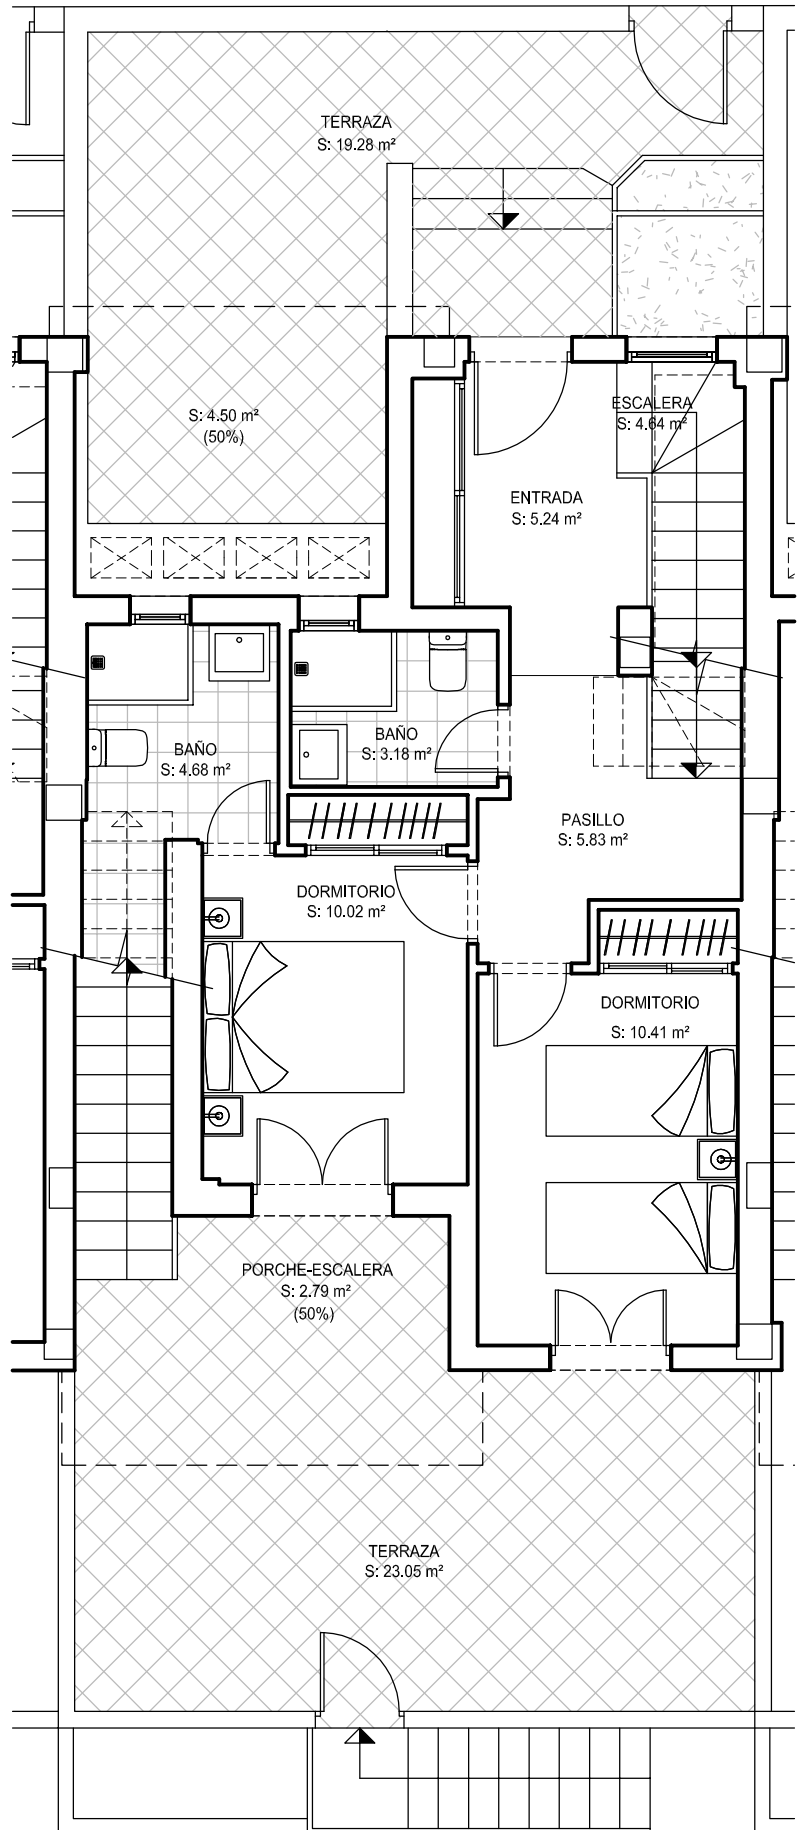 TERRAZA
S: 19.28 m²
S: 4.50 m²
(50%)
ESCALERA
S: 4.64 m²
ENTRADA
S: 5.24 m²
BAÑO
S: 4.68 m²
BAÑO
S: 3.18 m²
PASILLO
S: 5.83 m²
DORMITORIO
S: 10.02 m²
DORMITORIO
S: 10.41 m²
PORCHE-ESCALERA
S: 2.79 m²
(50%)
TERRAZA
S: 23.05 m²